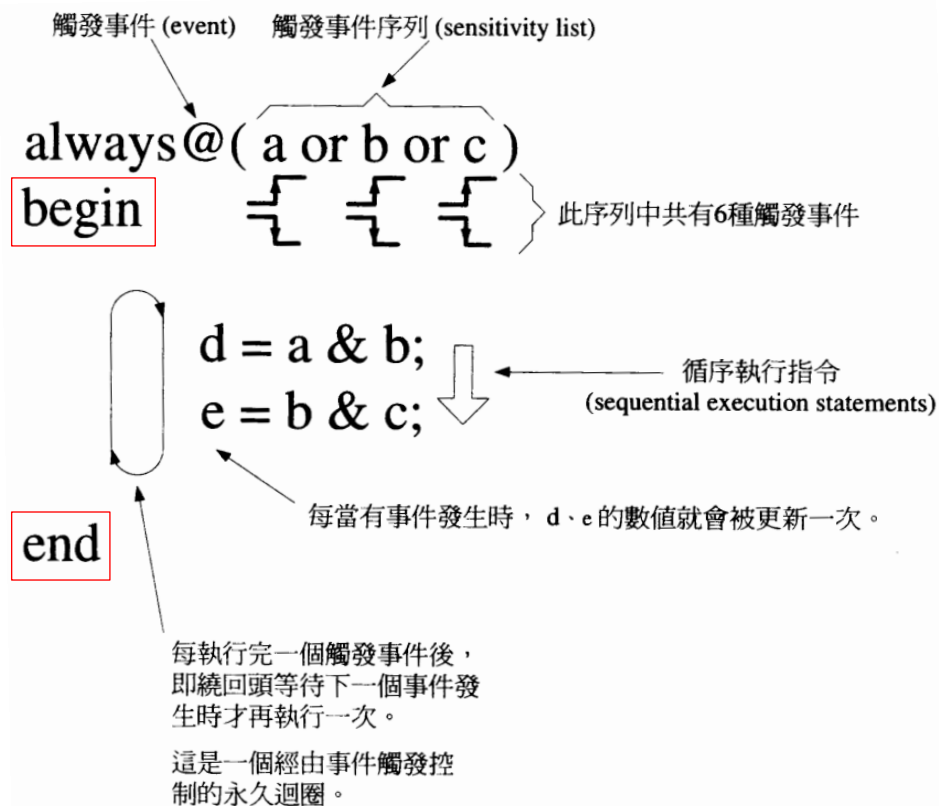 觸發事件 (event)
觸發事件序列 (sensitivity list)
always@( a or b or c )
begin
此序列中共有6種觸發事件
d = a & b;
e = b & c;
循序執行指令
(sequential execution statements)
每當有事件發生時， d、e 的數值就會被更新一次。
end
每執行完一個觸發事件後，
即繞回頭等待下一個事件發
生時才再執行一次。
這是一個經由事件觸發控
制的永久迴圈。